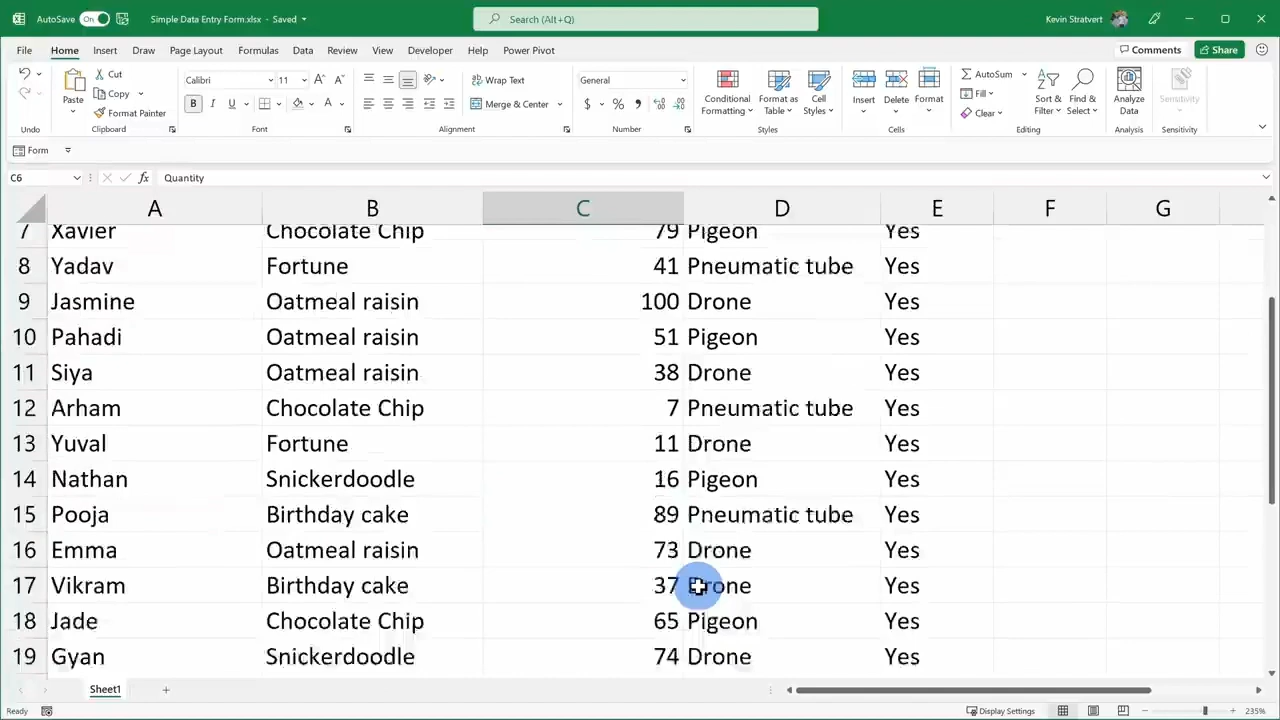 AutoSave On Simple Data Entry Form.xlsx - Saved Search (Alt+Q) Kevin Stratvert
File Home Insert Draw Page Layout Formulas Data Review View Developer Help Power Pivot Comments Share
Undo
Paste
Cut
Copy
Format Painter
Clipboard
Calibri 11
B I U
Font
Wrap Text
Merge & Center
Alignment
General
$ % 9
Number
Conditional Formatting
Format as Table
Cell Styles
Styles
Insert
Delete
Format
Cells
AutoSum
Fill
Clear
Sort & Filter
Find & Select
Editing
Analyze Data
Analysis
Sensitivity
Sensitivity
Form
C6 fx Quantity
A B C D E F G
7 Xavier Chocolate Chip 79 Pigeon Yes
8 Yadav Fortune 41 Pneumatic tube Yes
9 Jasmine Oatmeal raisin 100 Drone Yes
10 Pahadi Oatmeal raisin 51 Pigeon Yes
11 Siya Oatmeal raisin 38 Drone Yes
12 Arham Chocolate Chip 7 Pneumatic tube Yes
13 Yuval Fortune 11 Drone Yes
14 Nathan Snickerdoodle 16 Pigeon Yes
15 Pooja Birthday cake 89 Pneumatic tube Yes
16 Emma Oatmeal raisin 73 Drone Yes
17 Vikram Birthday cake 37 Drone Yes
18 Jade Chocolate Chip 65 Pigeon Yes
19 Gyan Snickerdoodle 74 Drone Yes
Sheet1
Ready Display Settings 235%